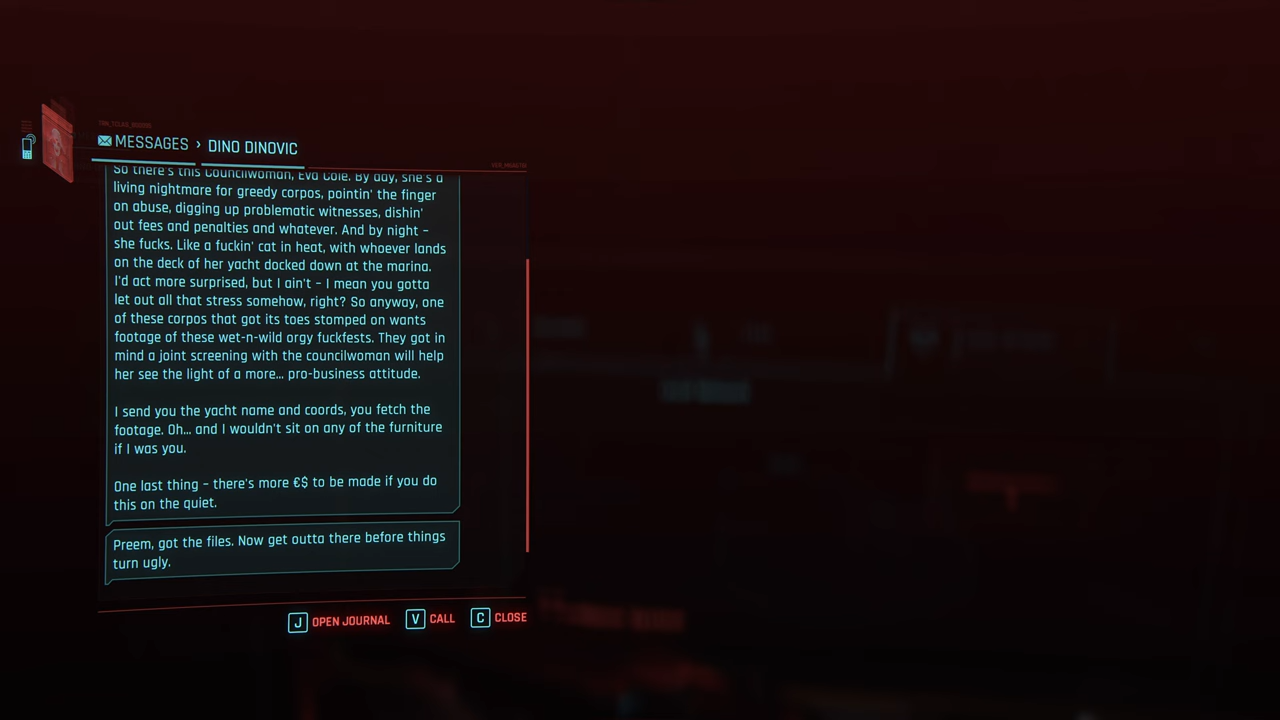 MESSAGES › DINO DINOVIC
So there's this Councilwoman, Eva Cole. By day, she's a
living nightmare for greedy corpos, pointin' the finger
on abuse, digging up problematic witnesses, dishin'
out fees and penalties and whatever. And by night –
she fucks. Like a fuckin' cat in heat, with whoever lands
on the deck of her yacht docked down at the marina.
I'd act more surprised, but I ain't – I mean you gotta
let out all that stress somehow, right? So anyway, one
of these corpos that got its toes stomped on wants
footage of these wet-n-wild orgy fuckfests. They got in
mind a joint screening with the councilwoman will help
her see the light of a more... pro-business attitude.
I send you the yacht name and coords, you fetch the
footage. Oh... and I wouldn't sit on any of the furniture
if I was you.
One last thing – there's more €$ to be made if you do
this on the quiet.
Preem, got the files. Now get outta there before things
turn ugly.
J OPEN JOURNAL V CALL C CLOSE